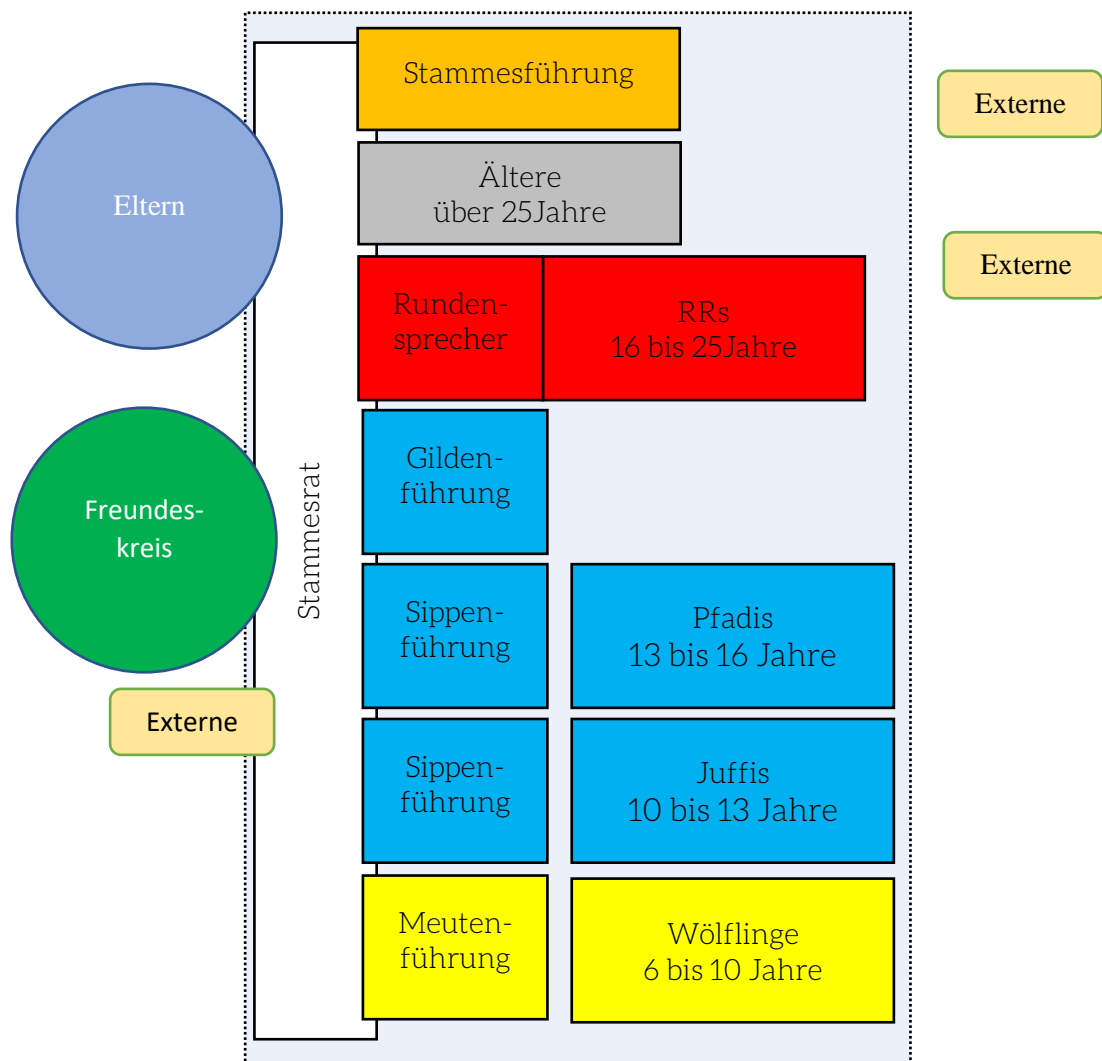 Stammesführung
Externe
Ältere
über 25Jahre
Eltern
Externe
Runden-
sprecher
RRs
16 bis 25Jahre
Gilden-
führung
Freundes-
kreis
Stammesrat
Sippen-
führung
Pfadis
13 bis 16 Jahre
Externe
Sippen-
führung
Juffis
10 bis 13 Jahre
Meuten-
führung
Wölflinge
6 bis 10 Jahre